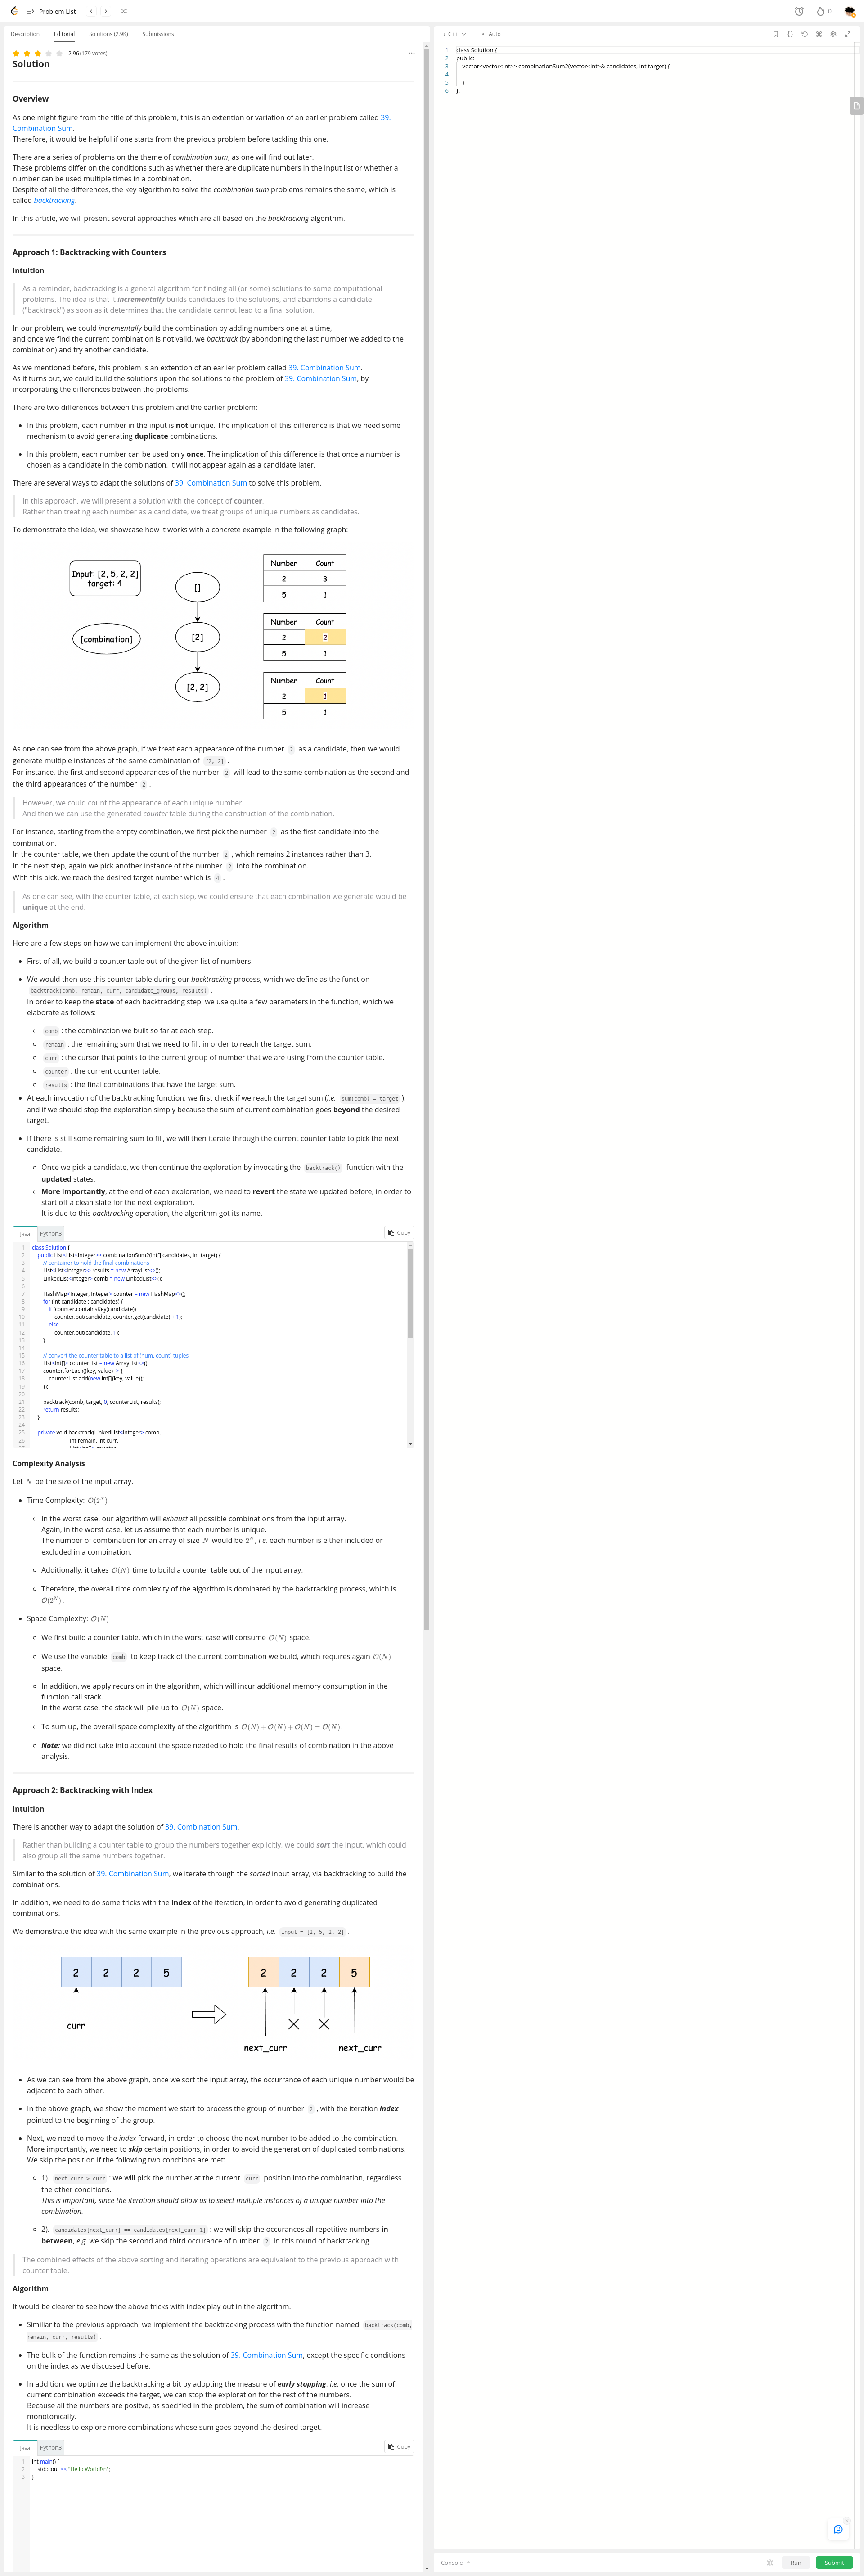 Problem List
0
Description Editorial Solutions (2.9K) Submissions
2.96 (179 votes)
Solution
Overview
As one might figure from the title of this problem, this is an extention or variation of an earlier problem called 39.
Combination Sum.
Therefore, it would be helpful if one starts from the previous problem before tackling this one.
There are a series of problems on the theme of combination sum, as one will find out later.
These problems differ on the conditions such as whether there are duplicate numbers in the input list or whether a
number can be used multiple times in a combination.
Despite of all the differences, the key algorithm to solve the combination sum problems remains the same, which is
called backtracking.
In this article, we will present several approaches which are all based on the backtracking algorithm.
Approach 1: Backtracking with Counters
Intuition
As a reminder, backtracking is a general algorithm for finding all (or some) solutions to some computational
problems. The idea is that it incrementally builds candidates to the solutions, and abandons a candidate
("backtrack") as soon as it determines that the candidate cannot lead to a final solution.
In our problem, we could incrementally build the combination by adding numbers one at a time,
and once we find the current combination is not valid, we backtrack (by abondoning the last number we added to the
combination) and try another candidate.
As we mentioned before, this problem is an extention of an earlier problem called 39. Combination Sum.
As it turns out, we could build the solutions upon the solutions to the problem of 39. Combination Sum, by
incorporating the differences between the problems.
There are two differences between this problem and the earlier problem:
In this problem, each number in the input is not unique. The implication of this difference is that we need some
mechanism to avoid generating duplicate combinations.
In this problem, each number can be used only once. The implication of this difference is that once a number is
chosen as a candidate in the combination, it will not appear again as a candidate later.
There are several ways to adapt the solutions of 39. Combination Sum to solve this problem.
In this approach, we will present a solution with the concept of counter.
Rather than treating each number as a candidate, we treat groups of unique numbers as candidates.
To demonstrate the idea, we showcase how it works with a concrete example in the following graph:
Input: [2, 5, 2, 2]
target: 4
[combination]
[]
[2]
[2, 2]
Number Count
2 3
5 1
Number Count
2 2
5 1
Number Count
2 1
5 1
As one can see from the above graph, if we treat each appearance of the number 2 as a candidate, then we would
generate multiple instances of the same combination of [2, 2] .
For instance, the first and second appearances of the number 2 will lead to the same combination as the second and
the third appearances of the number 2 .
However, we could count the appearance of each unique number.
And then we can use the generated counter table during the construction of the combination.
For instance, starting from the empty combination, we first pick the number 2 as the first candidate into the
combination.
In the counter table, we then update the count of the number 2 , which remains 2 instances rather than 3.
In the next step, again we pick another instance of the number 2 into the combination.
With this pick, we reach the desired target number which is 4 .
As one can see, with the counter table, at each step, we could ensure that each combination we generate would be
unique at the end.
Algorithm
Here are a few steps on how we can implement the above intuition:
First of all, we build a counter table out of the given list of numbers.
We would then use this counter table during our backtracking process, which we define as the function
backtrack(comb, remain, curr, candidate_groups, results) .
In order to keep the state of each backtracking step, we use quite a few parameters in the function, which we
elaborate as follows:
comb : the combination we built so far at each step.
remain : the remaining sum that we need to fill, in order to reach the target sum.
curr : the cursor that points to the current group of number that we are using from the counter table.
counter : the current counter table.
results : the final combinations that have the target sum.
At each invocation of the backtracking function, we first check if we reach the target sum (i.e. sum(comb) = target ),
and if we should stop the exploration simply because the sum of current combination goes beyond the desired
target.
If there is still some remaining sum to fill, we will then iterate through the current counter table to pick the next
candidate.
Once we pick a candidate, we then continue the exploration by invocating the backtrack() function with the
updated states.
More importantly, at the end of each exploration, we need to revert the state we updated before, in order to
start off a clean slate for the next exploration.
It is due to this backtracking operation, the algorithm got its name.
Java Python3 Copy
1 class Solution {
2 public List<List<Integer>> combinationSum2(int[] candidates, int target) {
3 // container to hold the final combinations
4 List<List<Integer>> results = new ArrayList<>();
5 LinkedList<Integer> comb = new LinkedList<>();
6
7 HashMap<Integer, Integer> counter = new HashMap<>();
8 for (int candidate : candidates) {
9 if (counter.containsKey(candidate))
10 counter.put(candidate, counter.get(candidate) + 1);
11 else
12 counter.put(candidate, 1);
13 }
14
15 // convert the counter table to a list of (num, count) tuples
16 List<int[]> counterList = new ArrayList<>();
17 counter.forEach((key, value) -> {
18 counterList.add(new int[]{key, value});
19 });
20
21 backtrack(comb, target, 0, counterList, results);
22 return results;
23 }
24
25 private void backtrack(LinkedList<Integer> comb,
26 int remain, int curr,
Complexity Analysis
Let N be the size of the input array.
Time Complexity: O(2^N)
In the worst case, our algorithm will exhaust all possible combinations from the input array.
Again, in the worst case, let us assume that each number is unique.
The number of combination for an array of size N would be 2^N, i.e. each number is either included or
excluded in a combination.
Additionally, it takes O(N) time to build a counter table out of the input array.
Therefore, the overall time complexity of the algorithm is dominated by the backtracking process, which is
O(2^N).
Space Complexity: O(N)
We first build a counter table, which in the worst case will consume O(N) space.
We use the variable comb to keep track of the current combination we build, which requires again O(N)
space.
In addition, we apply recursion in the algorithm, which will incur additional memory consumption in the
function call stack.
In the worst case, the stack will pile up to O(N) space.
To sum up, the overall space complexity of the algorithm is O(N) + O(N) + O(N) = O(N).
Note: we did not take into account the space needed to hold the final results of combination in the above
analysis.
Approach 2: Backtracking with Index
Intuition
There is another way to adapt the solution of 39. Combination Sum.
Rather than building a counter table to group the numbers together explicitly, we could sort the input, which could
also group all the same numbers together.
Similar to the solution of 39. Combination Sum, we iterate through the sorted input array, via backtracking to build the
combinations.
In addition, we need to do some tricks with the index of the iteration, in order to avoid generating duplicated
combinations.
We demonstrate the idea with the same example in the previous approach, i.e. input = [2, 5, 2, 2] .
2 2 2 5
curr
2 2 2 5
next_curr next_curr
As we can see from the above graph, once we sort the input array, the occurrance of each unique number would be
adjacent to each other.
In the above graph, we show the moment we start to process the group of number 2 , with the iteration index
pointed to the beginning of the group.
Next, we need to move the index forward, in order to choose the next number to be added to the combination.
More importantly, we need to skip certain positions, in order to avoid the generation of duplicated combinations.
We skip the position if the following two condtions are met:
1). next_curr > curr : we will pick the number at the current curr position into the combination, regardless
the other conditions.
This is important, since the iteration should allow us to select multiple instances of a unique number into the
combination.
2). candidates[next_curr] == candidates[next_curr-1] : we will skip the occurances all repetitive numbers in-
between, e.g. we skip the second and third occurance of number 2 in this round of backtracking.
The combined effects of the above sorting and iterating operations are equivalent to the previous approach with
counter table.
Algorithm
It would be clearer to see how the above tricks with index play out in the algorithm.
Similiar to the previous approach, we implement the backtracking process with the function named backtrack(comb,
remain, curr, results) .
The bulk of the function remains the same as the solution of 39. Combination Sum, except the specific conditions
on the index as we discussed before.
In addition, we optimize the backtracking a bit by adopting the measure of early stopping, i.e. once the sum of
current combination exceeds the target, we can stop the exploration for the rest of the numbers.
Because all the numbers are positve, as specified in the problem, the sum of combination will increase
monotonically.
It is needless to explore more combinations whose sum goes beyond the desired target.
Java Python3 Copy
1 int main() {
2 std::cout << "Hello World!\n";
3 }
i C++ Auto
1 class Solution {
2 public:
3 vector<vector<int>> combinationSum2(vector<int>& candidates, int target) {
4
5 }
6 };
Console Run Submit